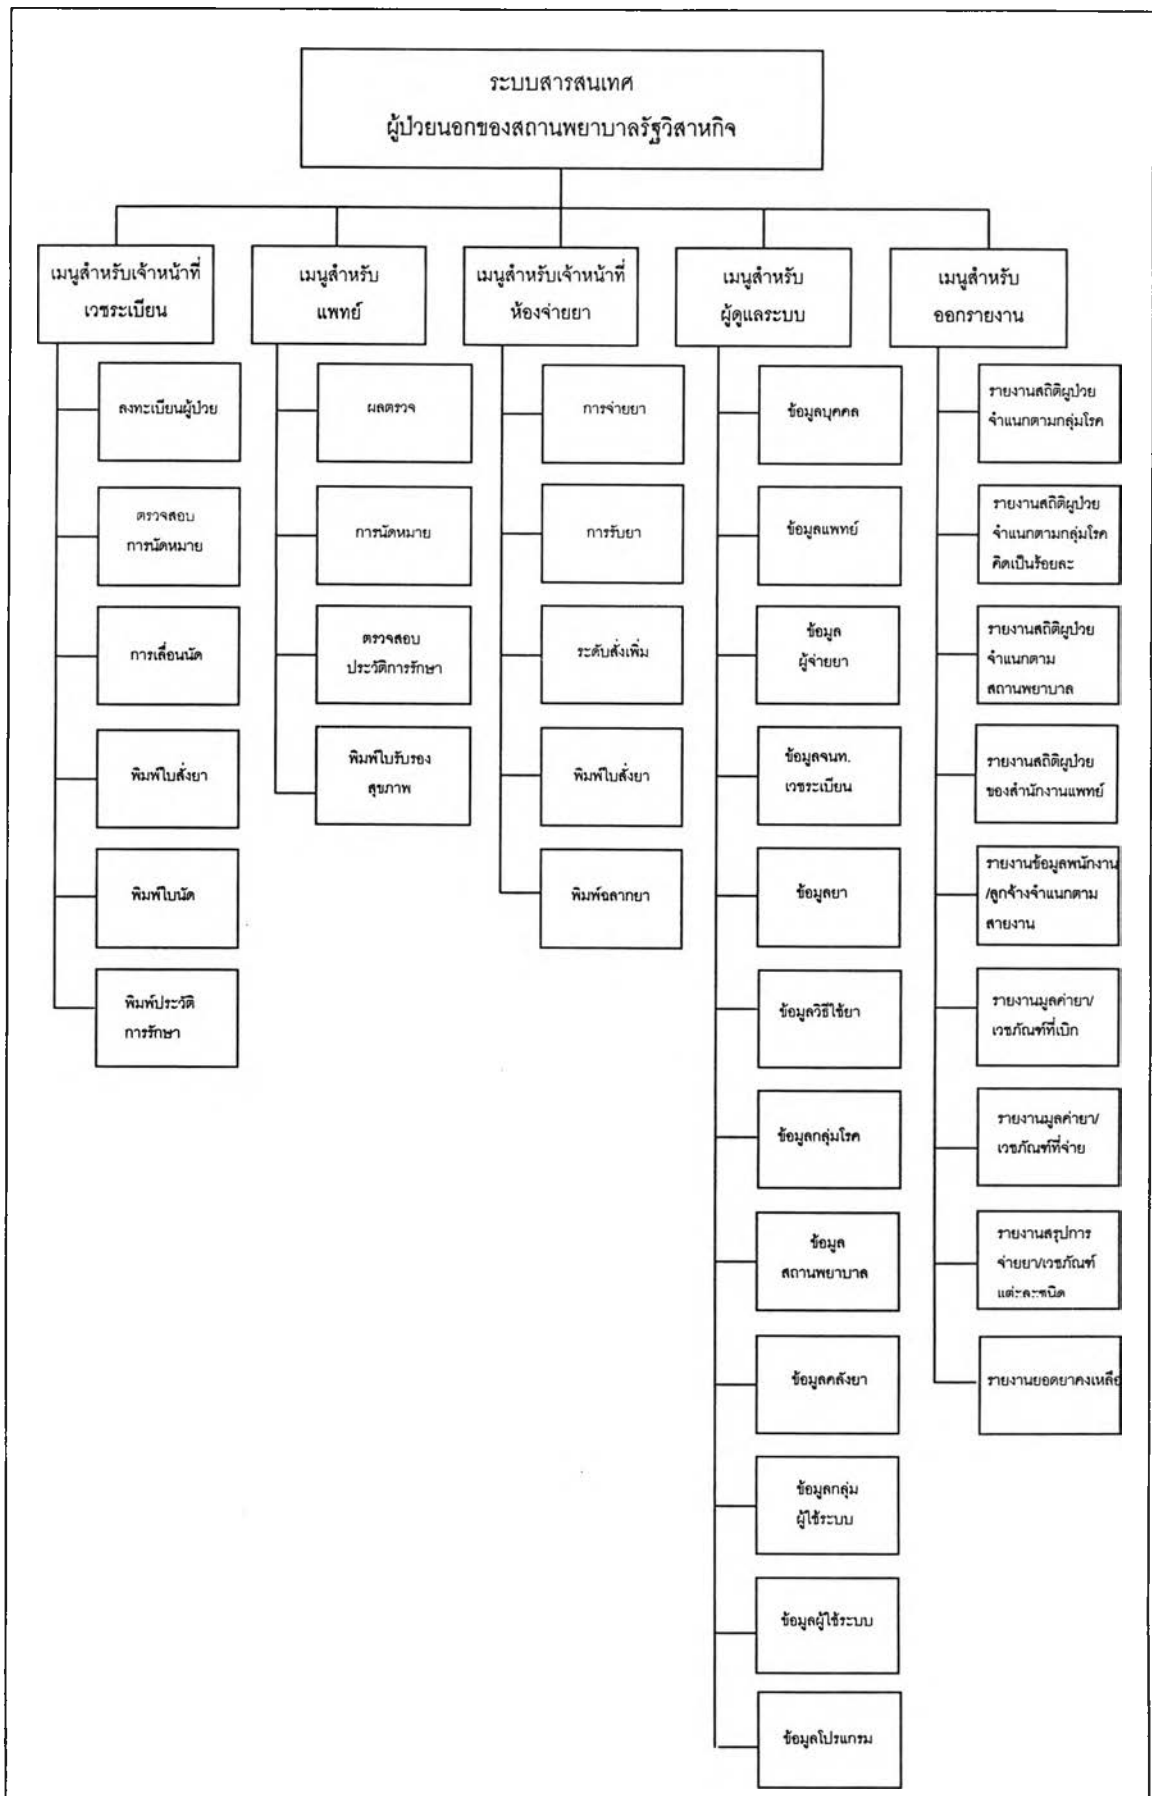 ระบบสารสนเทศ
ผู้ป่วยนอกของสถานพยาบาลรัฐวิสาหกิจ
เมนูสำหรับเจ้าหน้าที่
เวชระเบียน
ลงทะเบียนผู้ป่วย
ตรวจสอบ
การนัดหมาย
การเลื่อนนัด
พิมพ์ใบสั่งยา
พิมพ์ใบนัด
พิมพ์ประวัติ
การรักษา
เมนูสำหรับ
แพทย์
ผลตรวจ
การนัดหมาย
ตรวจสอบ
ประวัติการรักษา
พิมพ์ใบรับรอง
สุขภาพ
เมนูสำหรับเจ้าหน้าที่
ห้องจ่ายยา
การจ่ายยา
การรับยา
ระดับสั่งเพิ่ม
พิมพ์ใบสั่งยา
พิมพ์ฉลากยา
เมนูสำหรับ
ผู้ดูแลระบบ
ข้อมูลบุคคล
ข้อมูลแพทย์
ข้อมูล
ผู้จ่ายยา
ข้อมูลจนท.
เวชระเบียน
ข้อมูลยา
ข้อมูลวิธีใช้ยา
ข้อมูลกลุ่มโรค
ข้อมูล
สถานพยาบาล
ข้อมูลคลังยา
ข้อมูลกลุ่ม
ผู้ใช้ระบบ
ข้อมูลผู้ใช้ระบบ
ข้อมูลโปรแกรม
เมนูสำหรับ
ออกรายงาน
รายงานสถิติผู้ป่วย
จำแนกตามกลุ่มโรค
รายงานสถิติผู้ป่วย
จำแนกตามกลุ่มโรค
คิดเป็นร้อยละ
รายงานสถิติผู้ป่วย
จำแนกตาม
สถานพยาบาล
รายงานสถิติผู้ป่วย
ของสำนักงานแพทย์
รายงานข้อมูลพนักงาน
/ลูกจ้างจำแนกตาม
สายงาน
รายงานมูลค่ายา/
เวชภัณฑ์ที่เบิก
รายงานมูลค่ายา/
เวชภัณฑ์ที่จ่าย
รายงานสรุปการ
จ่ายยา/เวชภัณฑ์
แต่ละชนิด
รายงานยอดยาคงเหลือ